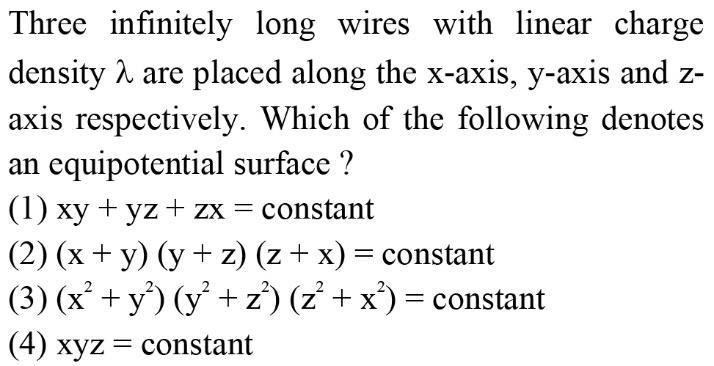 Three infinitely long wires with linear charge
density λ are placed along the x-axis, y-axis and z-
axis respectively. Which of the following denotes
an equipotential surface ?
(1) xy + yz + zx = constant
(2) (x + y) (y + z) (z + x) = constant
(3) (x² + y²) (y² + z²) (z² + x²) = constant
(4) xyz = constant